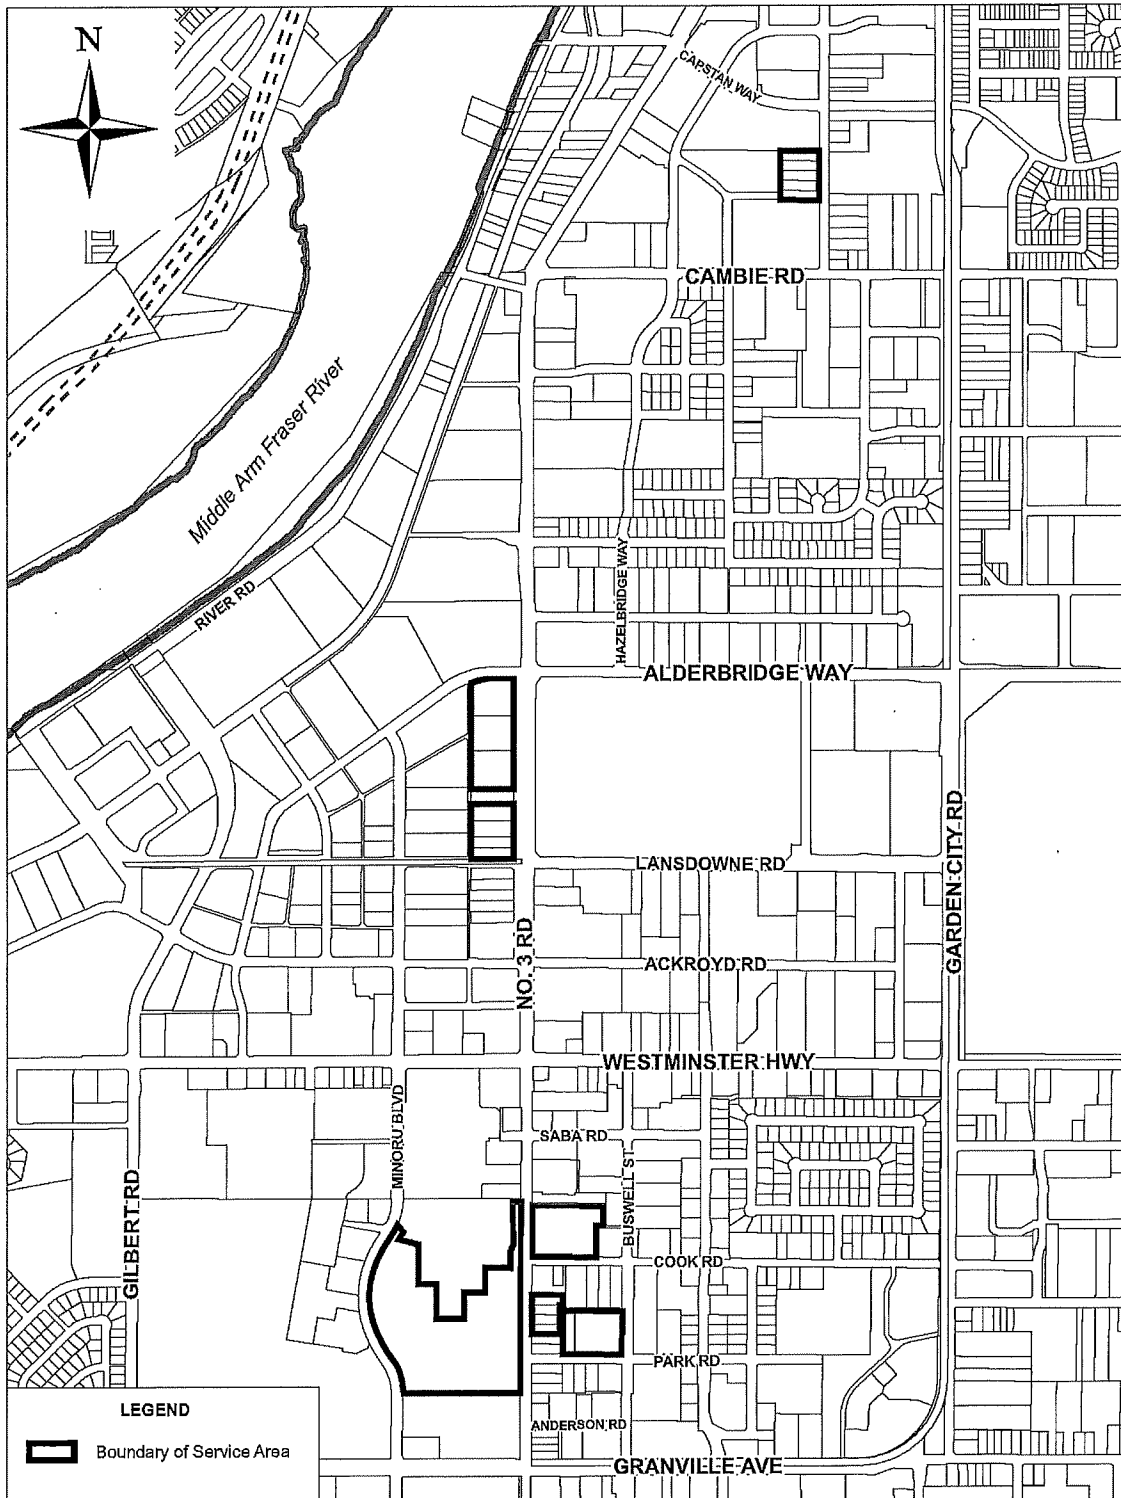 N
CAPSTAN WAY
CAMBIE RD
Middle Arm Fraser River
HAZELBRIDGE WAY
RIVER RD
ALDERBRIDGE WAY
LANSDOWNE RD
GARDEN CITY RD
NO. 3 RD
ACKROYD RD
WESTMINSTER HWY
MINORU BLVD
SABA RD
BUSWELL ST
GILBERT RD
COOK RD
PARK RD
ANDERSON RD
GRANVILLE AVE
LEGEND
Boundary of Service Area